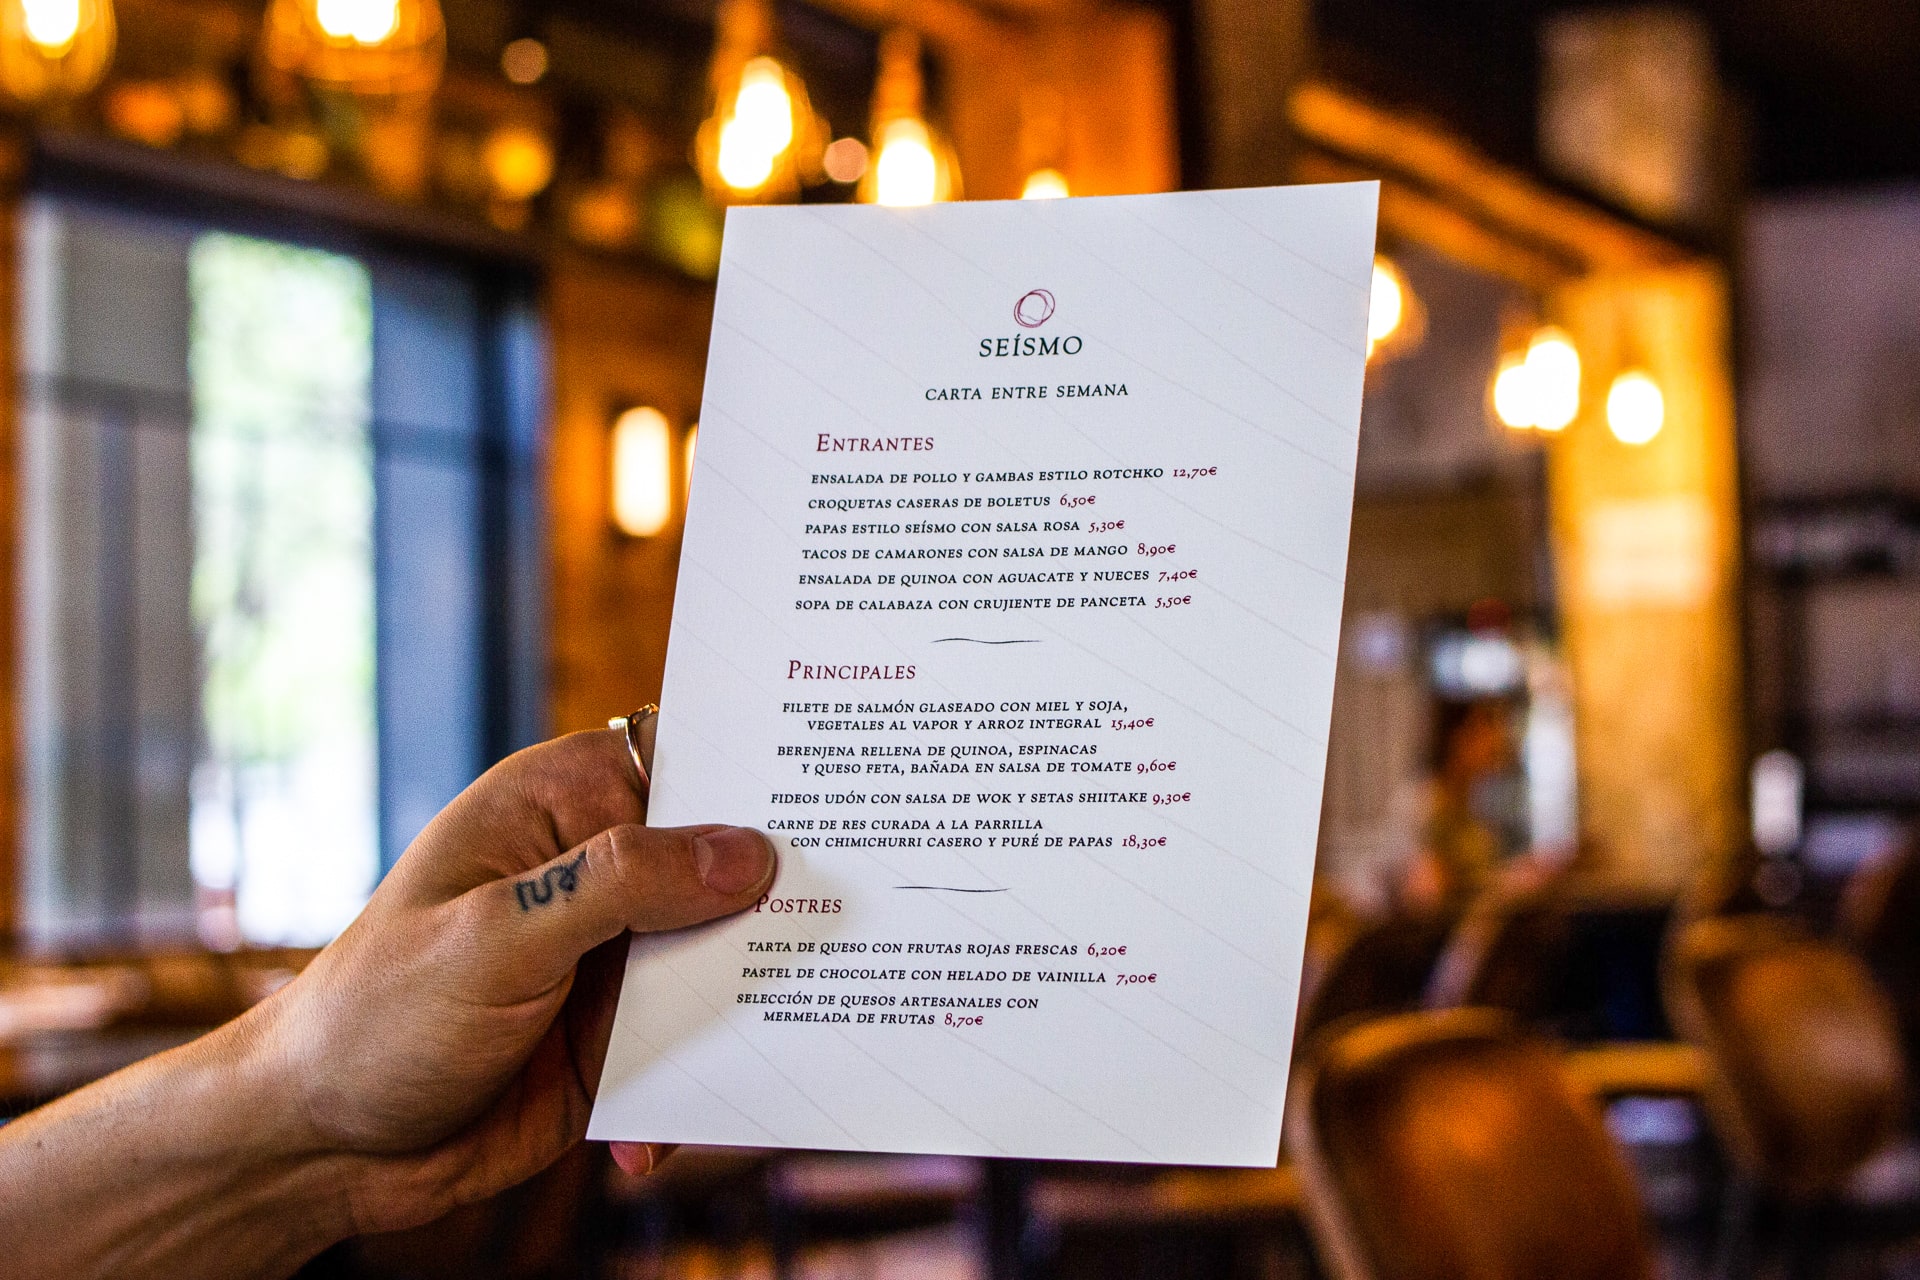 SEÍSMO
CARTA ENTRE SEMANA
ENTRANTES
ENSALADA DE POLLO Y GAMBAS ESTILO ROTCHKO 12,70€
CROQUETAS CASERAS DE BOLETUS 6,50€
PAPAS ESTILO SEÍSMO CON SALSA ROSA 5,30€
TACOS DE CAMARONES CON SALSA DE MANGO 8,90€
ENSALADA DE QUINOA CON AGUACATE Y NUECES 7,40€
SOPA DE CALABAZA CON CRUJIENTE DE PANCETA 5,50€
PRINCIPALES
FILETE DE SALMÓN GLASEADO CON MIEL Y SOJA,
VEGETALES AL VAPOR Y ARROZ INTEGRAL 15,40€
BERENJENA RELLENA DE QUINOA, ESPINACAS
Y QUESO FETA, BAÑADA EN SALSA DE TOMATE 9,60€
FIDEOS UDÓN CON SALSA DE WOK Y SETAS SHIITAKE 9,30€
CARNE DE RES CURADA A LA PARRILLA
CON CHIMICHURRI CASERO Y PURÉ DE PAPAS 18,30€
POSTRES
TARTA DE QUESO CON FRUTAS ROJAS FRESCAS 6,20€
PASTEL DE CHOCOLATE CON HELADO DE VAINILLA 7,00€
SELECCIÓN DE QUESOS ARTESANALES CON
MERMELADA DE FRUTAS 8,70€